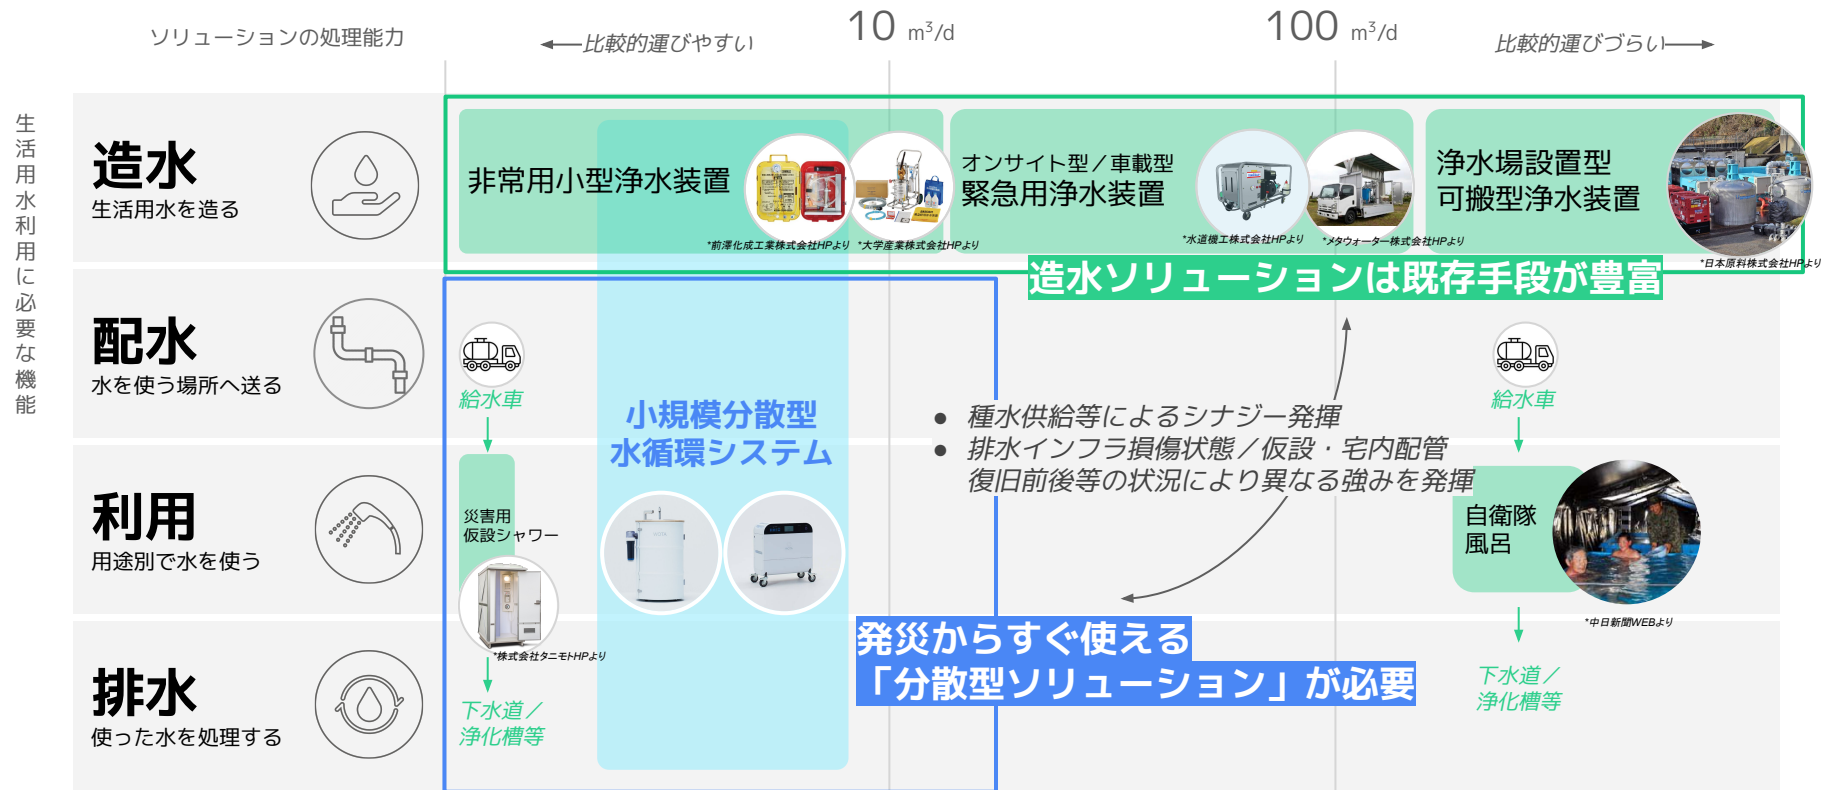 ソリューションの処理能力
比較的運びやすい
10 m³/d
100 m³/d
比較的運びづらい
生活用水利用に必要な機能
造水
生活用水を造る
非常用小型浄水装置
*前澤化成工業株式会社HPより
*大学産業株式会社HPより
オンサイト型／車載型
緊急用浄水装置
*水道機工株式会社HPより
*メタウォーター株式会社HPより
浄水場設置型
可搬型浄水装置
*日本原料株式会社HPより
造水ソリューションは既存手段が豊富
配水
水を使う場所へ送る
給水車
小規模分散型
水循環システム
● 種水供給等によるシナジー発揮
● 排水インフラ損傷状態／仮設・宅内配管
復旧前後等の状況により異なる強みを発揮
給水車
利用
用途別で水を使う
災害用
仮設シャワー
*株式会社タニモトHPより
自衛隊
風呂
*中日新聞WEBより
発災からすぐ使える
「分散型ソリューション」が必要
排水
使った水を処理する
下水道／
浄化槽等
下水道／
浄化槽等